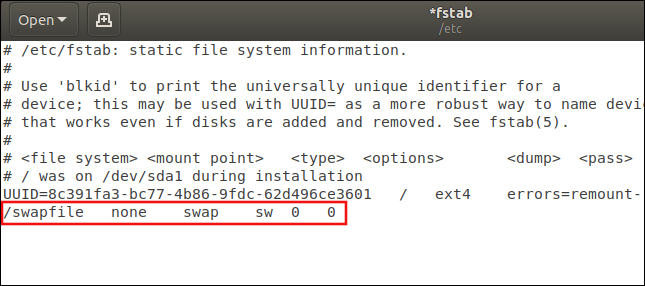 Open
*fstab
/etc
# /etc/fstab: static file system information.
#
# Use 'blkid' to print the universally unique identifier for a
# device; this may be used with UUID= as a more robust way to name devi
# that works even if disks are added and removed. See fstab(5).
#
# <file system> <mount point>   <type>  <options>       <dump>  <pass>
# / was on /dev/sda1 during installation
UUID=8c391fa3-bc77-4b86-9fdc-62d496ce3601   /   ext4   errors=remount-
/swapfile   none    swap    sw  0   0